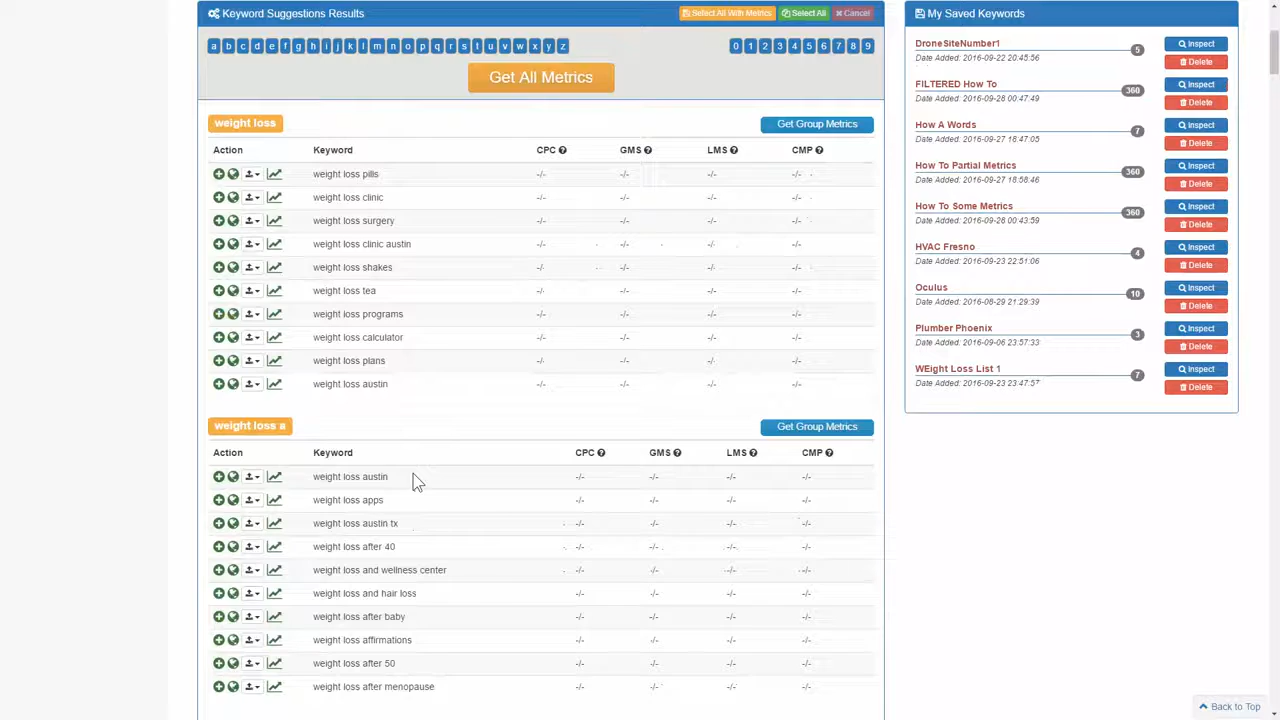 Keyword Suggestions Results
Select All With Metrics Select All Cancel
a b c d e f g h i j k l m n o p q r s t u v w x y z 0 1 2 3 4 5 6 7 8 9
Get All Metrics
weight loss Get Group Metrics
Action Keyword CPC GMS LMS CMP
weight loss pills -/- -/- -/- -/-
weight loss clinic -/- -/- -/- -/-
weight loss surgery -/- -/- -/- -/-
weight loss clinic austin -/- -/- -/- -/-
weight loss shakes -/- -/- -/- -/-
weight loss tea -/- -/- -/- -/-
weight loss programs -/- -/- -/- -/-
weight loss calculator -/- -/- -/- -/-
weight loss plans -/- -/- -/- -/-
weight loss austin -/- -/- -/- -/-
weight loss a Get Group Metrics
Action Keyword CPC GMS LMS CMP
weight loss austin -/- -/- -/- -/-
weight loss apps -/- -/- -/- -/-
weight loss austin tx -/- -/- -/- -/-
weight loss after 40 -/- -/- -/- -/-
weight loss and wellness center -/- -/- -/- -/-
weight loss and hair loss -/- -/- -/- -/-
weight loss after baby -/- -/- -/- -/-
weight loss affirmations -/- -/- -/- -/-
weight loss after 50 -/- -/- -/- -/-
weight loss after menopause -/- -/- -/- -/-
My Saved Keywords
DroneSiteNumber1 5 Inspect
Date Added: 2016-09-22 20:45:56 Delete
FILTERED How To 360 Inspect
Date Added: 2016-09-28 00:47:49 Delete
How A Words 7 Inspect
Date Added: 2016-09-27 16:47:05 Delete
How To Partial Metrics 360 Inspect
Date Added: 2016-09-27 18:58:46 Delete
How To Some Metrics 360 Inspect
Date Added: 2016-09-28 00:43:59 Delete
HVAC Fresno 4 Inspect
Date Added: 2016-09-23 22:51:06 Delete
Oculus 10 Inspect
Date Added: 2016-08-29 21:29:39 Delete
Plumber Phoenix 3 Inspect
Date Added: 2016-09-06 23:57:33 Delete
WEight Loss List 1 7 Inspect
Date Added: 2016-09-23 23:47:57 Delete
Back to Top